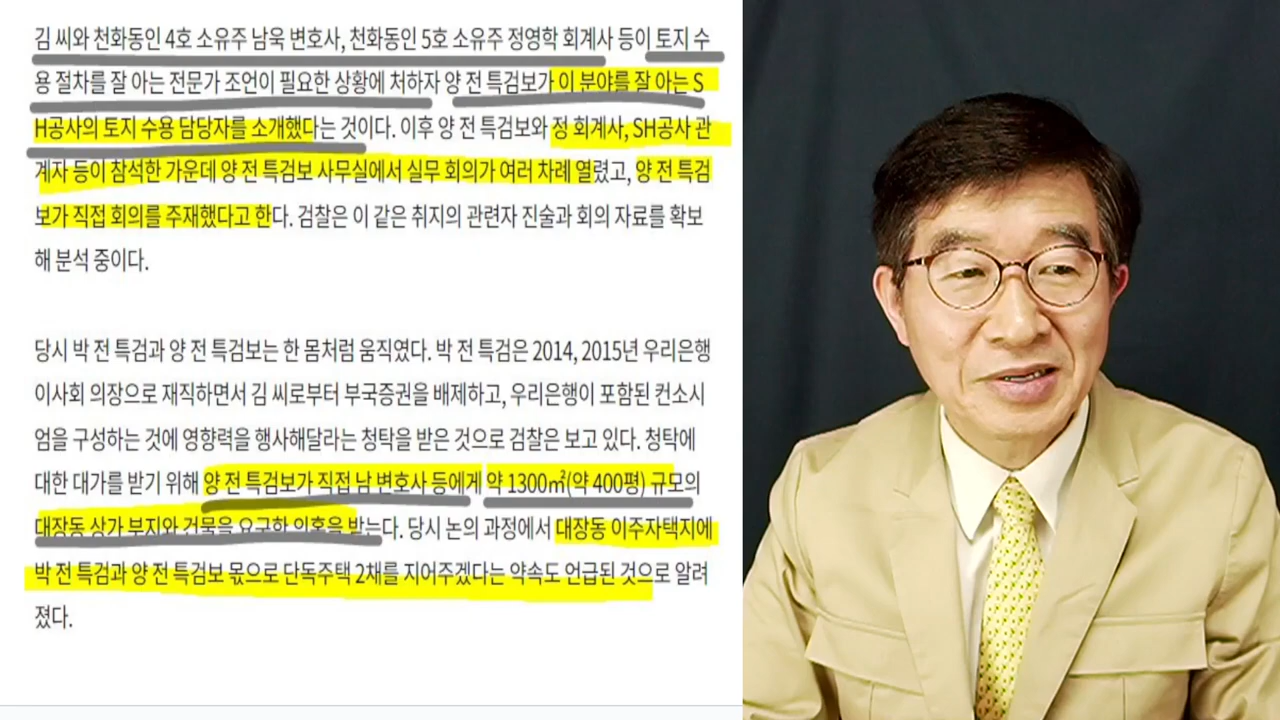 김 씨와 천화동인 4호 소유주 남욱 변호사, 천화동인 5호 소유주 정영학 회계사 등이 토지 수
용 절차를 잘 아는 전문가 조언이 필요한 상황에 처하자 양 전 특검보가 이 분야를 잘 아는 S
H공사의 토지 수용 담당자를 소개했다는 것이다. 이후 양 전 특검보와 정 회계사, SH공사 관
계자 등이 참석한 가운데 양 전 특검보 사무실에서 실무 회의가 여러 차례 열렸고, 양 전 특검
보가 직접 회의를 주재했다고 한다. 검찰은 이 같은 취지의 관련자 진술과 회의 자료를 확보
해 분석 중이다.
당시 박 전 특검과 양 전 특검보는 한 몸처럼 움직였다. 박 전 특검은 2014, 2015년 우리은행
이사회 의장으로 재직하면서 김 씨로부터 부국증권을 배제하고, 우리은행이 포함된 컨소시
엄을 구성하는 것에 영향력을 행사해달라는 청탁을 받은 것으로 검찰은 보고 있다. 청탁에
대한 대가를 받기 위해 양 전 특검보가 직접 남 변호사 등에게 약 1300㎡(약 400평) 규모의
대장동 상가 부지와 건물을 요구한 의혹을 받는다. 당시 논의 과정에서 대장동 이주자택지에
박 전 특검과 양 전 특검보 몫으로 단독주택 2채를 지어주겠다는 약속도 언급된 것으로 알려
졌다.